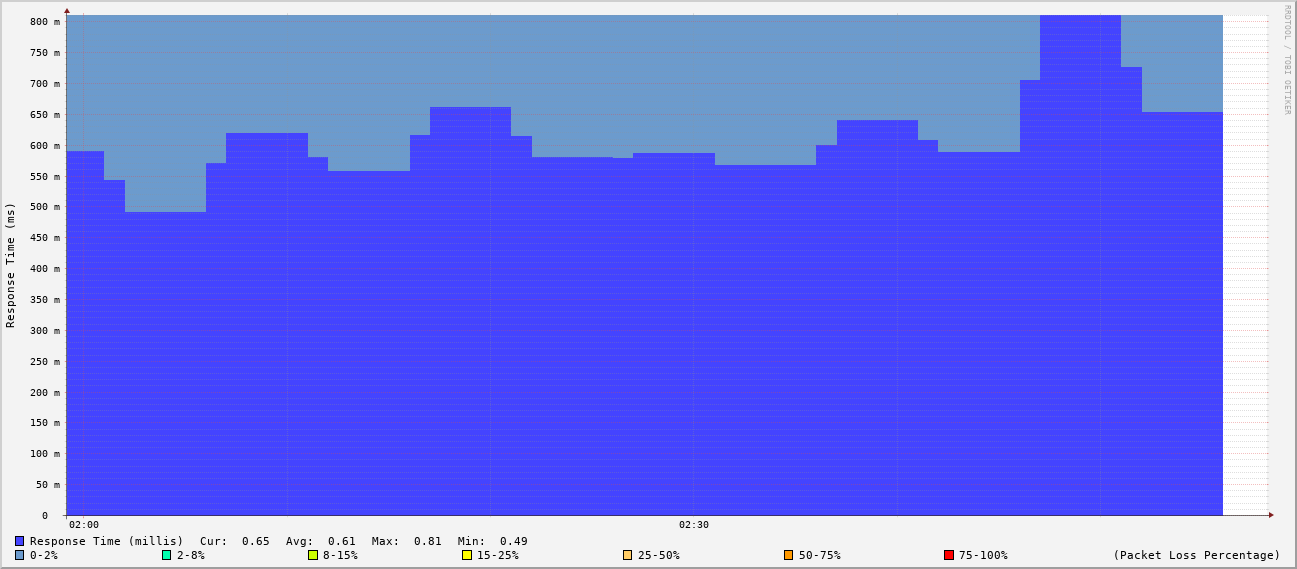 RRDTOOL / TOBI OETIKER
Response Time (ms)
800 m
750 m
700 m
650 m
600 m
550 m
500 m
450 m
400 m
350 m
300 m
250 m
200 m
150 m
100 m
50 m
0
02:00 02:30
Response Time (millis) Cur: 0.65 Avg: 0.61 Max: 0.81 Min: 0.49
0-2% 2-8% 8-15% 15-25% 25-50% 50-75% 75-100% (Packet Loss Percentage)